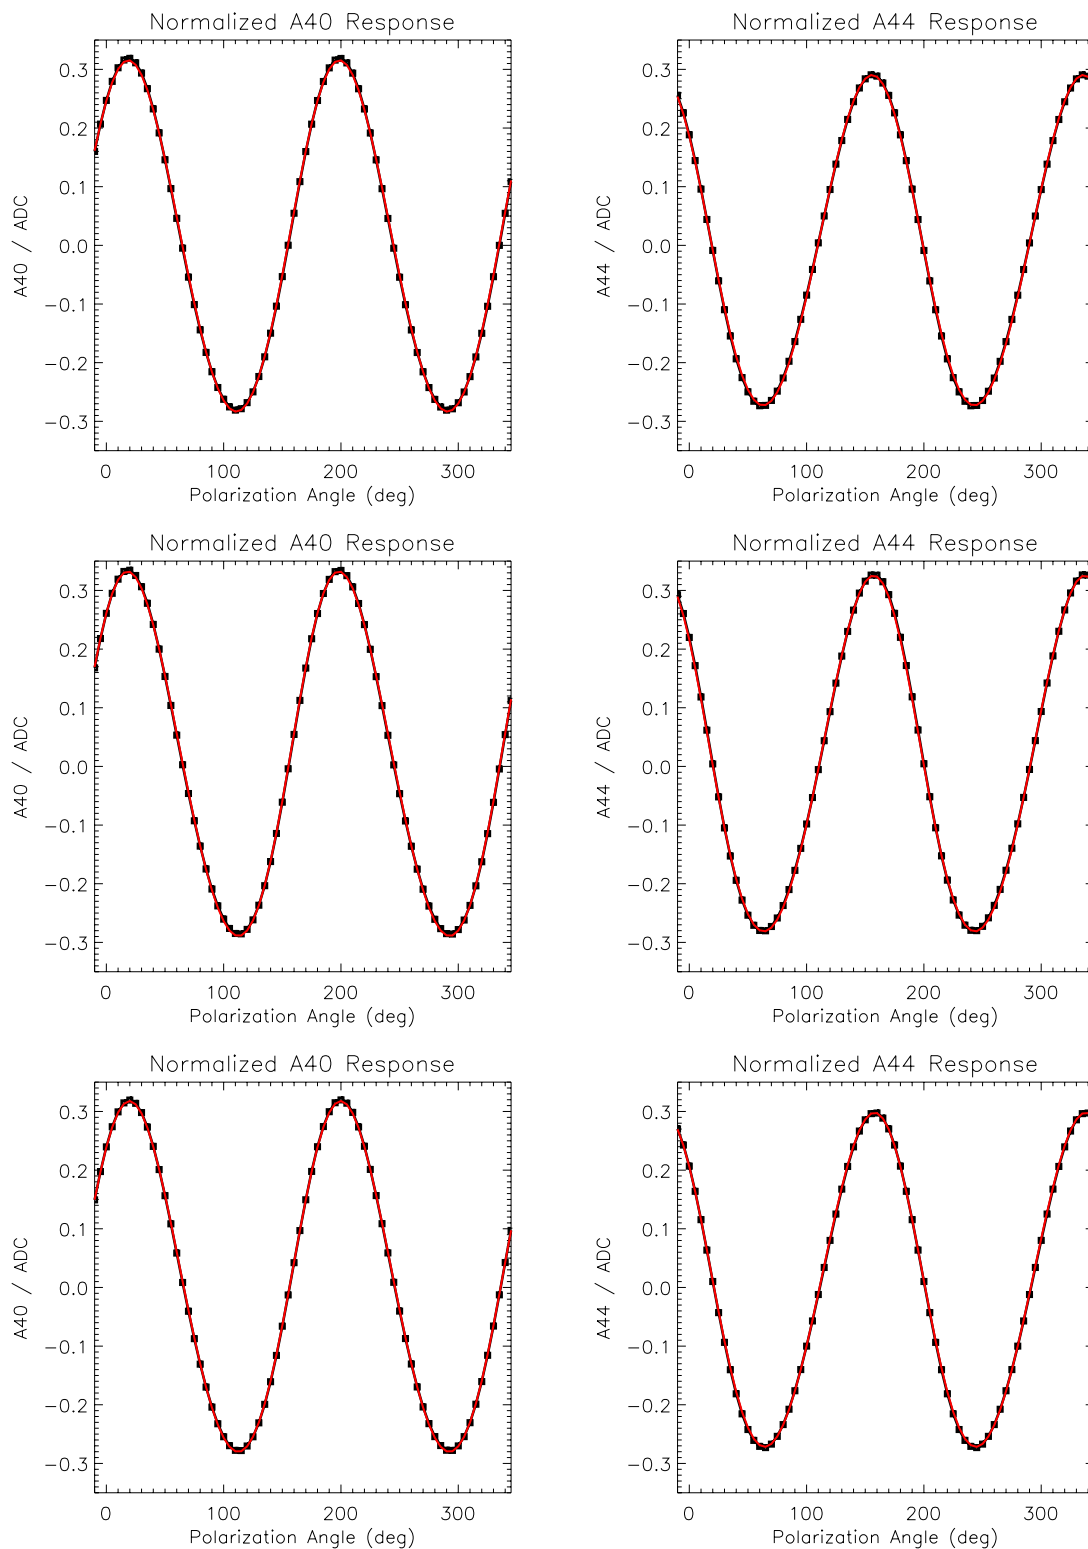 Normalized A40 Response
0.3
0.2
0.1
0.0
−0.1
−0.2
−0.3
A40 / ADC
0 100 200 300
Polarization Angle (deg)
Normalized A44 Response
0.3
0.2
0.1
0.0
−0.1
−0.2
−0.3
A44 / ADC
0 100 200 300
Polarization Angle (deg)
Normalized A40 Response
0.3
0.2
0.1
0.0
−0.1
−0.2
−0.3
A40 / ADC
0 100 200 300
Polarization Angle (deg)
Normalized A44 Response
0.3
0.2
0.1
0.0
−0.1
−0.2
−0.3
A44 / ADC
0 100 200 300
Polarization Angle (deg)
Normalized A40 Response
0.3
0.2
0.1
0.0
−0.1
−0.2
−0.3
A40 / ADC
0 100 200 300
Polarization Angle (deg)
Normalized A44 Response
0.3
0.2
0.1
0.0
−0.1
−0.2
−0.3
A44 / ADC
0 100 200 300
Polarization Angle (deg)